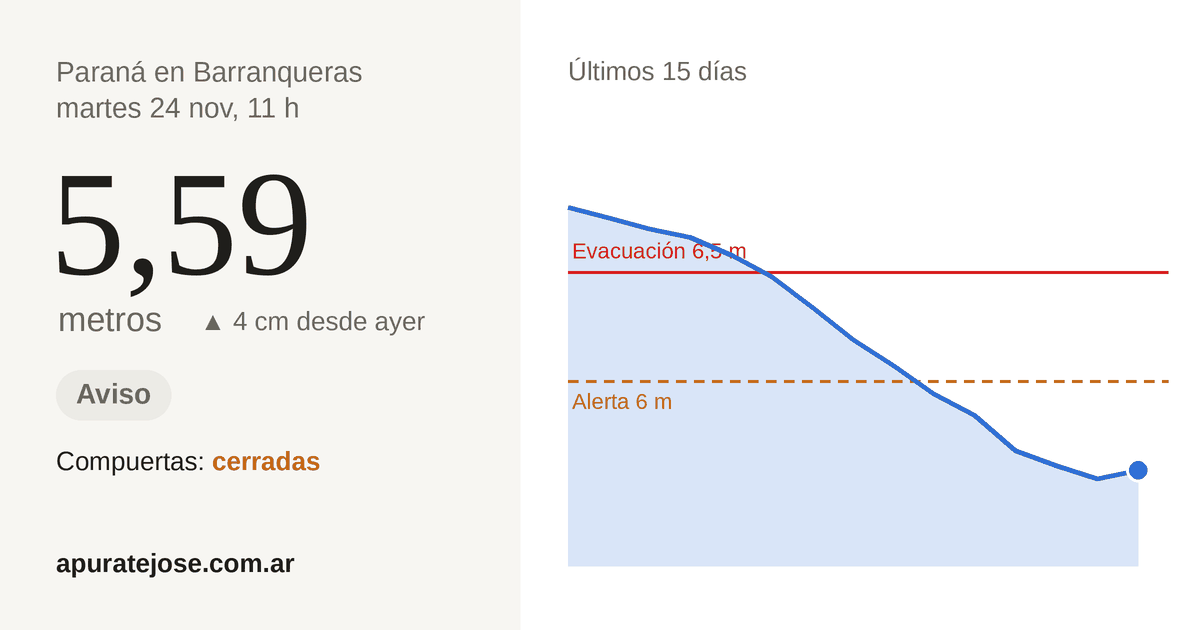 Paraná en Barranqueras
martes 24 nov, 11 h
5,59
metros ▲ 4 cm desde ayer
Aviso
Compuertas: cerradas
apuratejose.com.ar
Últimos 15 días
Evacuación 6,5 m
Alerta 6 m